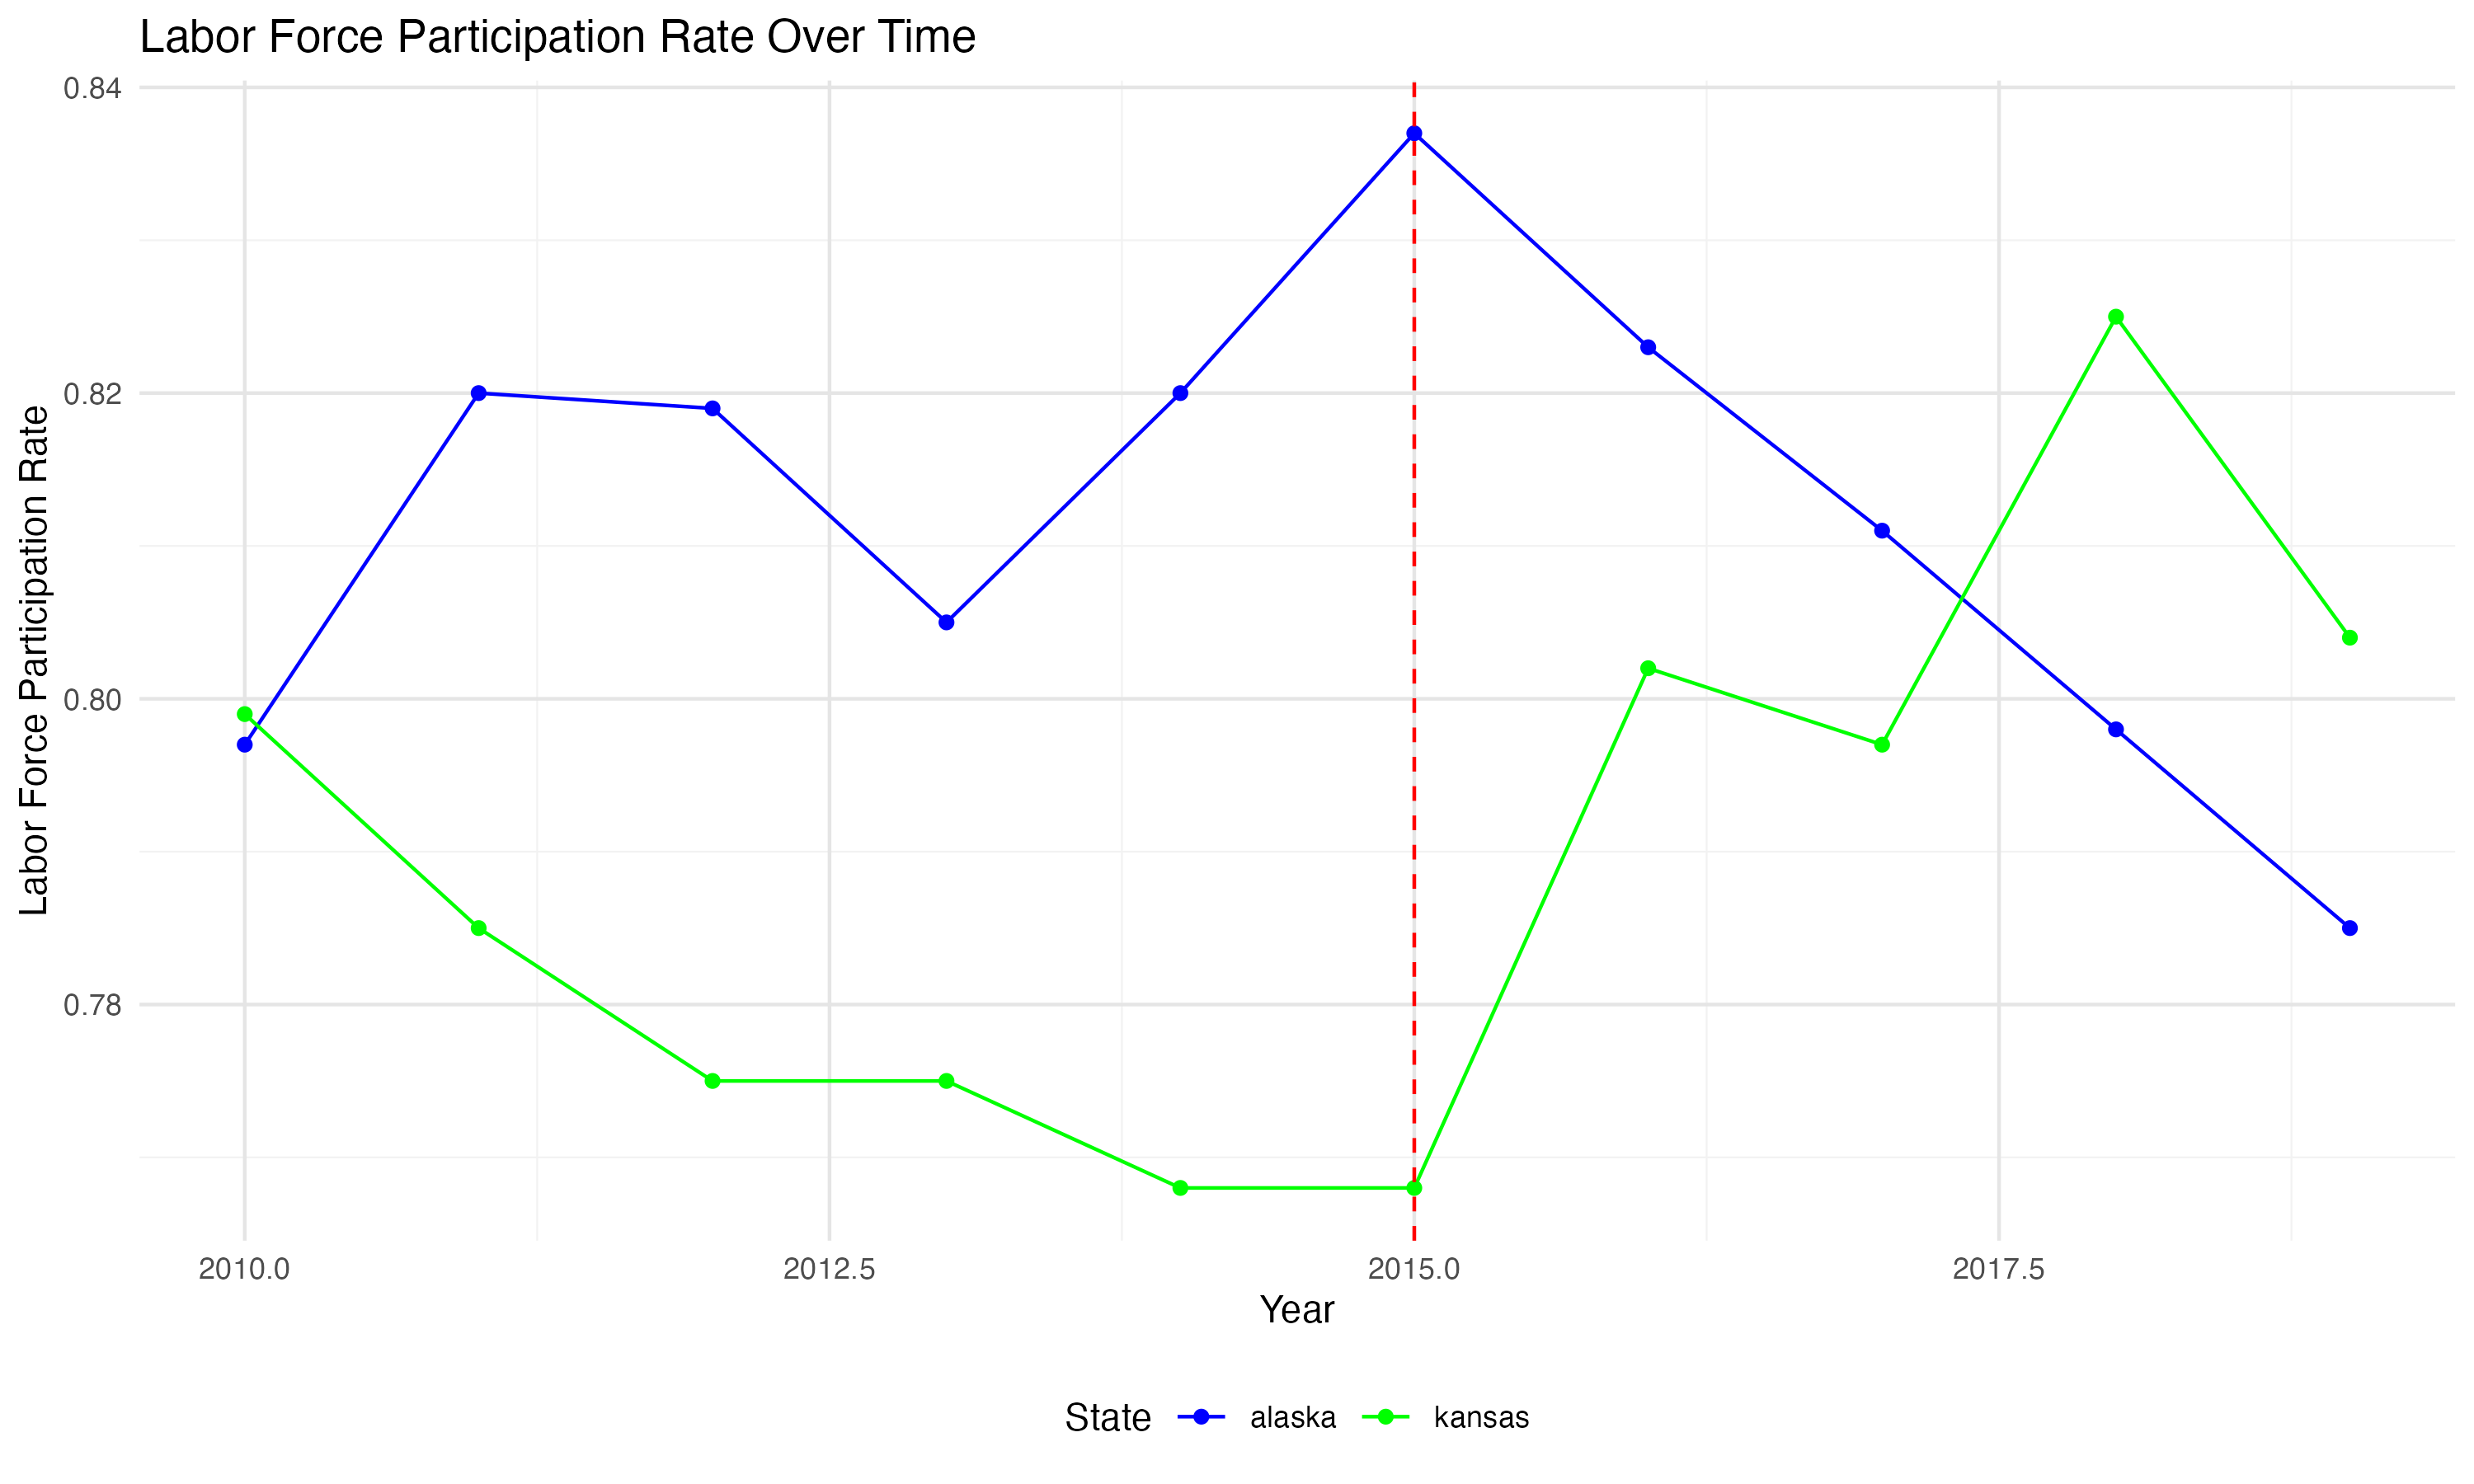 Labor Force Participation Rate Over Time
Labor Force Participation Rate
0.84
0.82
0.80
0.78
2010.0 2012.5 2015.0 2017.5
Year
State alaska kansas